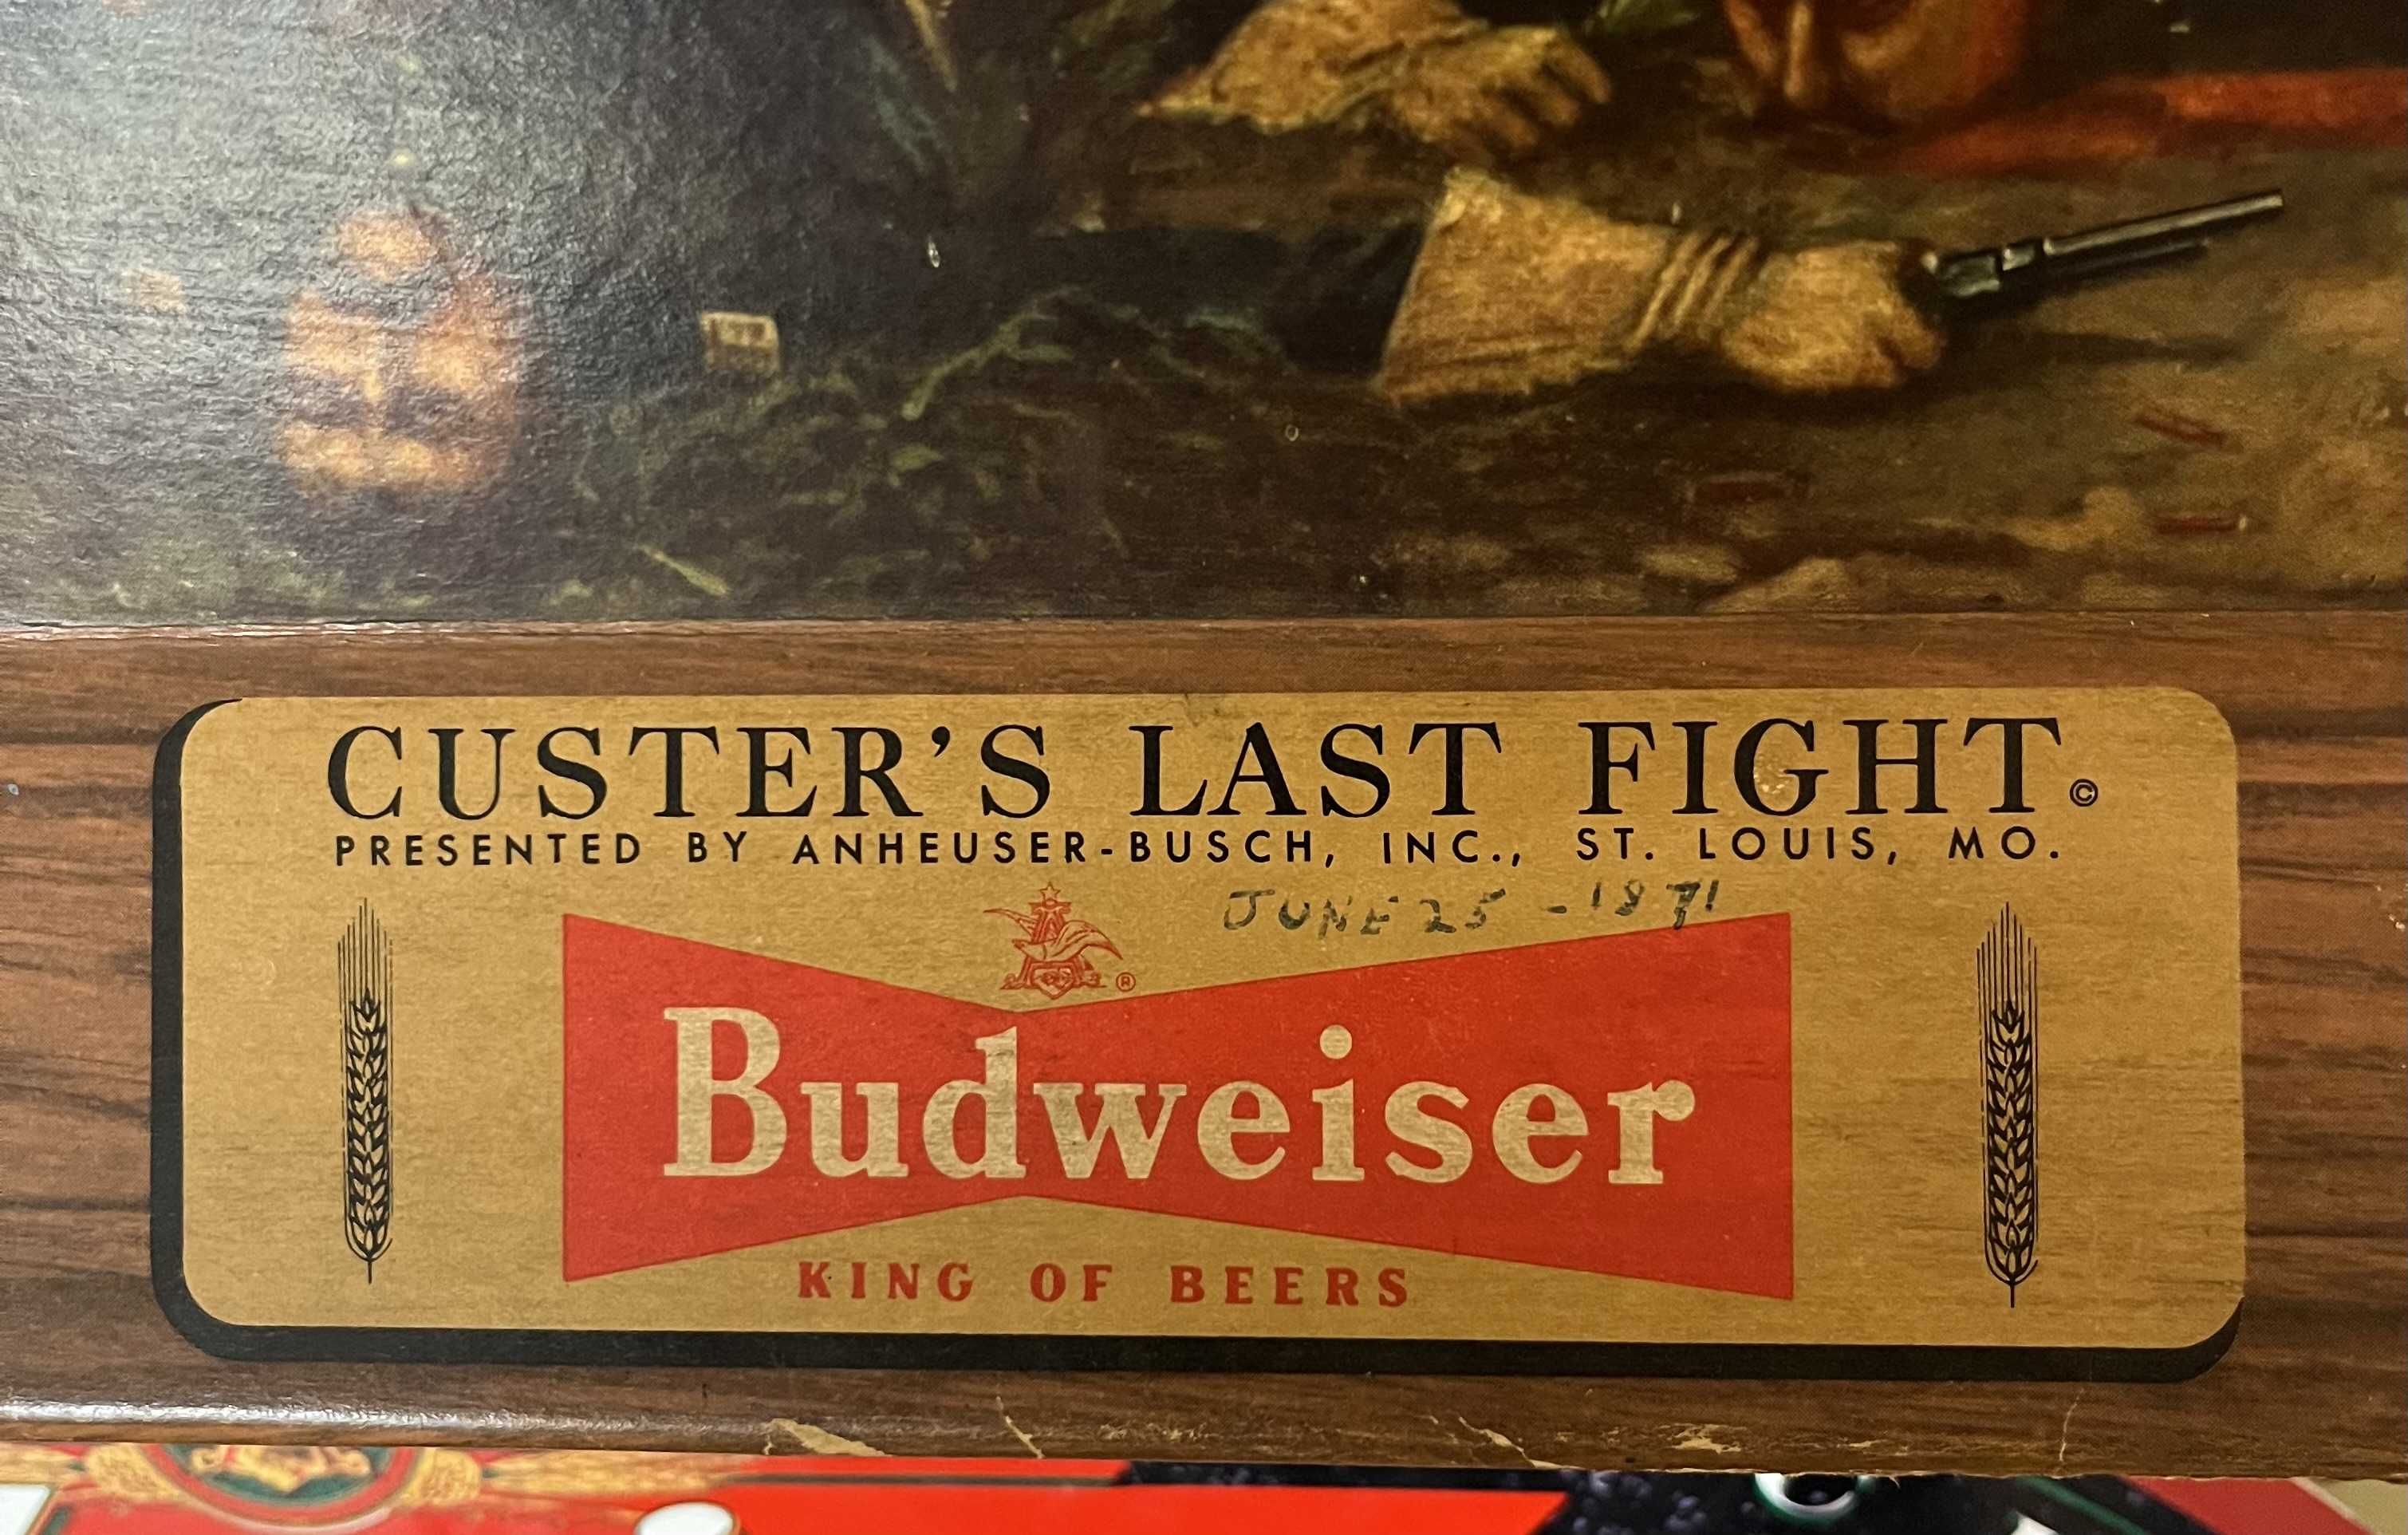 CUSTER'S LAST FIGHT©
PRESENTED BY ANHEUSER-BUSCH, INC., ST. LOUIS, MO.
JUNE 25 - 1871
A
®
Budweiser
KING OF BEERS